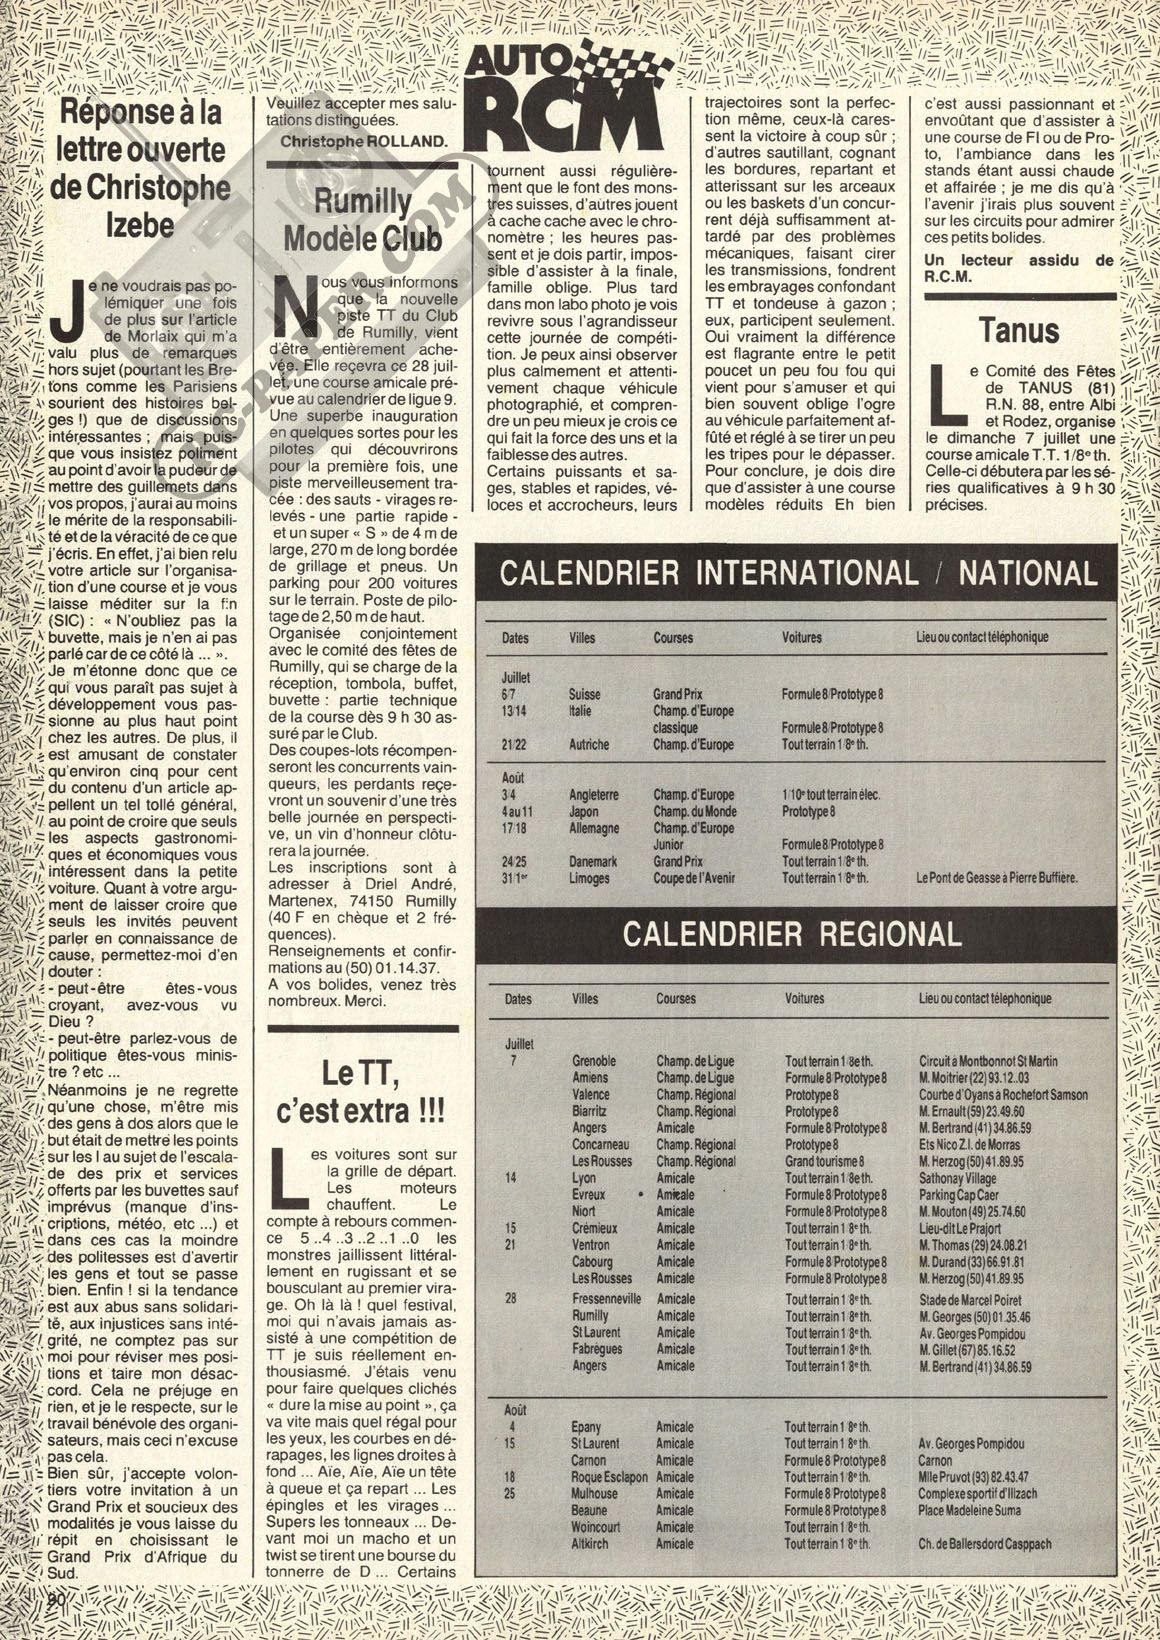 AUTO
RCM
Réponse à la
lettre ouverte
de Christophe
Izebe
Je ne voudrais pas po-
lémiquer une fois
de plus sur l'article
de Morlaix qui m'a
valu plus de remarques
hors sujet (pourtant les Bre-
tons comme les Parisiens
sourient des histoires bel-
ges !) que de discussions
intéressantes ; mais puis-
que vous insistez poliment
au point d'avoir la pudeur de
mettre des guillemets dans
vos propos, j'aurai au moins
le mérite de la responsabili-
té et de la véracité de ce que
j'écris. En effet, j'ai bien relu
votre article sur l'organisa-
tion d'une course et je vous
laisse méditer sur la fin
(SIC) : « N'oubliez pas la
buvette, mais je n'en ai pas
parlé car de ce côté là ... ».
Je m'étonne donc que ce
qui vous paraît pas sujet à
développement vous pas-
sionne au plus haut point
chez les autres. De plus, il
est amusant de constater
qu'environ cinq pour cent
du contenu d'un article ap-
pellent un tel tollé général,
au point de croire que seuls
les aspects gastronomi-
ques et économiques vous
intéressent dans la petite
voiture. Quant à votre argu-
ment de laisser croire que
seuls les invités peuvent
parler en connaissance de
cause, permettez-moi d'en
douter :
- peut-être êtes-vous
croyant, avez-vous vu
Dieu ?
- peut-être parlez-vous de
politique êtes-vous minis-
tre ? etc ...
Néanmoins je ne regrette
qu'une chose, m'être mis
des gens à dos alors que le
but était de mettre les points
sur les I au sujet de l'escala-
de des prix et services
offerts par les buvettes sauf
imprévus (manque d'ins-
criptions, météo, etc ...) et
dans ces cas la moindre
des politesses est d'avertir
les gens et tout se passe
bien. Enfin ! si la tendance
est aux abus sans solidari-
té, aux injustices sans inté-
grité, ne comptez pas sur
moi pour réviser mes posi-
tions et taire mon désac-
cord. Cela ne préjuge en
rien, et je le respecte, sur le
travail bénévole des organi-
sateurs, mais ceci n'excuse
pas cela.
Bien sûr, j'accepte volon-
tiers votre invitation à un
Grand Prix et soucieux des
modalités je vous laisse du
répit en choisissant le
Grand Prix d'Afrique du
Sud.
Veuillez accepter mes salu-
tations distinguées.
Christophe ROLLAND.
Rumilly
Modèle Club
Nous vous informons
que la nouvelle
piste TT du Club
de Rumilly, vient
d'être entièrement ache-
vée. Elle reçevra ce 28 juil-
let, une course amicale pré-
vue au calendrier de ligue 9.
Une superbe inauguration
en quelques sortes pour les
pilotes qui découvrirons
pour la première fois, une
piste merveilleusement tra-
cée : des sauts - virages re-
levés - une partie rapide -
et un super « S » de 4 m de
large, 270 m de long bordée
de grillage et pneus. Un
parking pour 200 voitures
sur le terrain. Poste de pilo-
tage de 2,50 m de haut.
Organisée conjointement
avec le comité des fêtes de
Rumilly, qui se charge de la
réception, tombola, buffet,
buvette : partie technique
de la course dès 9 h 30 as-
suré par le Club.
Des coupes-lots récompen-
seront les concurrents vain-
queurs, les perdants reçe-
vront un souvenir d'une très
belle journée en perspecti-
ve, un vin d'honneur clôtu-
rera la journée.
Les inscriptions sont à
adresser à Driel André,
Martenex, 74150 Rumilly
(40 F en chèque et 2 fré-
quences).
Renseignements et confir-
mations au (50) 01.14.37.
A vos bolides, venez très
nombreux. Merci.
Le TT,
c'est extra !!!
Les voitures sont sur
la grille de départ.
Les moteurs
chauffent. Le
compte à rebours commen-
ce 5 ..4 ..3 ..2 ..1 ..0 les
monstres jaillissent littéral-
lement en rugissant et se
bousculant au premier vira-
ge. Oh là là ! quel festival,
moi qui n'avais jamais as-
sisté à une compétition de
TT je suis réellement en-
thousiasmé. J'étais venu
pour faire quelques clichés
« dure la mise au point », ça
va vite mais quel régal pour
les yeux, les courbes en dé-
rapages, les lignes droites à
fond ... Aïe, Aïe, Aïe un tête
à queue et ça repart ... Les
épingles et les virages ...
Supers les tonneaux ... De-
vant moi un macho et un
twist se tirent une bourse du
tonnerre de D ... Certains
tournent aussi régulière-
ment que le font des mons-
tres suisses, d'autres jouent
à cache cache avec le chro-
nomètre ; les heures pas-
sent et je dois partir, impos-
sible d'assister à la finale,
famille oblige. Plus tard
dans mon labo photo je vois
revivre sous l'agrandisseur
cette journée de compéti-
tion. Je peux ainsi observer
plus calmement et attenti-
vement chaque véhicule
photographié, et compren-
dre un peu mieux je crois ce
qui fait la force des uns et la
faiblesse des autres.
Certains puissants et sa-
ges, stables et rapides, vé-
loces et accrocheurs, leurs
trajectoires sont la perfec-
tion même, ceux-là cares-
sent la victoire à coup sûr ;
d'autres sautillant, cognant
les bordures, repartant et
atterissant sur les arceaux
ou les baskets d'un concur-
rent déjà suffisamment at-
tardé par des problèmes
mécaniques, faisant cirer
les transmissions, fondrent
les embrayages confondant
TT et tondeuse à gazon ;
eux, participent seulement.
Oui vraiment la différence
est flagrante entre le petit
poucet un peu fou fou qui
vient pour s'amuser et qui
bien souvent oblige l'ogre
au véhicule parfaitement af-
fûté et réglé à se tirer un peu
les tripes pour le dépasser.
Pour conclure, je dois dire
que d'assister à une course
modèles réduits Eh bien
c'est aussi passionnant et
envoûtant que d'assister à
une course de FI ou de Pro-
to, l'ambiance dans les
stands étant aussi chaude
et affairée ; je me dis qu'à
l'avenir j'irais plus souvent
sur les circuits pour admirer
ces petits bolides.
Un lecteur assidu de
R.C.M.
Tanus
Le Comité des Fêtes
de TANUS (81)
R.N. 88, entre Albi
et Rodez, organise
le dimanche 7 juillet une
course amicale T.T. 1/8e th.
Celle-ci débutera par les sé-
ries qualificatives à 9 h 30
précises.
CALENDRIER INTERNATIONAL / NATIONAL
Dates Villes Courses Voitures Lieu ou contact téléphonique
Juillet
6/7 Suisse Grand Prix Formule 8/Prototype 8
13/14 Italie Champ. d'Europe
classique Formule 8/Prototype 8
21/22 Autriche Champ. d'Europe Tout terrain 1/8e th.
Août
3/4 Angleterre Champ. d'Europe 1/10e tout terrain élec.
4 au 11 Japon Champ. du Monde Prototype 8
17/18 Allemagne Champ. d'Europe
Junior Formule 8/Prototype 8
24/25 Danemark Grand Prix Tout terrain 1/8e th.
31/1er Limoges Coupe de l'Avenir Tout terrain 1/8e th. Le Pont de Geasse à Pierre Buffière.
CALENDRIER RÉGIONAL
Dates Villes Courses Voitures Lieu ou contact téléphonique
Juillet
7 Grenoble Champ. de Ligue Tout terrain 1/8e th. Circuit à Montbonnot St Martin
Amiens Champ. de Ligue Formule 8/Prototype 8 M. Moitrier (22) 93.12..03
Valence Champ. Régional Prototype 8 Courbe d'Oyans à Rochefort Samson
Biarritz Champ. Régional Prototype 8 M. Ernault (59) 23.49.60
Angers Amicale Formule 8/Prototype 8 M. Bertrand (41) 34.86.59
Concarneau Champ. Régional Prototype 8 Ets Nico Z.I. de Morras
Les Rousses Champ. Régional Grand tourisme 8 M. Herzog (50) 41.89.95
14 Lyon Amicale Tout terrain 1/8e th. Sathonay Village
Evreux Amicale Formule 8/Prototype 8 Parking Cap Caer
Niort Amicale Formule 8/Prototype 8 M. Mouton (49) 25.74.60
15 Crémieux Amicale Tout terrain 1/8e th. Lieu-dit Le Prajort
21 Ventron Amicale Tout terrain 1/8e th. M. Thomas (29) 24.08.21
Cabourg Amicale Formule 8/Prototype 8 M. Durand (33) 66.91.81
Les Rousses Amicale Formule 8/Prototype 8 M. Herzog (50) 41.89.95
28 Fressenneville Amicale Tout terrain 1/8e th. Stade de Marcel Poiret
Rumilly Amicale Tout terrain 1/8e th. M. Georges (50) 01.35.46
St Laurent Amicale Tout terrain 1/8e th. Av. Georges Pompidou
Fabrègues Amicale Tout terrain 1/8e th. M. Gillet (67) 85.16.52
Angers Amicale Tout terrain 1/8e th. M. Bertrand (41) 34.86.59
Août
4 Epany Amicale Tout terrain 1/8e th.
15 St Laurent Amicale Tout terrain 1/8e th. Av. Georges Pompidou
Carnon Amicale Formule 8/Prototype 8 Carnon
18 Roque Esclapon Amicale Tout terrain 1/8e th. Mlle Pruvot (93) 82.43.47
25 Mulhouse Amicale Formule 8/Prototype 8 Complexe sportif d'Illzach
Beaune Amicale Formule 8/Prototype 8 Place Madeleine Suma
Woincourt Amicale Tout terrain 1/8e th.
Altkirch Amicale Tout terrain 1/8e th. Ch. de Ballersdord Casppach
90
RC-PAPER.COM